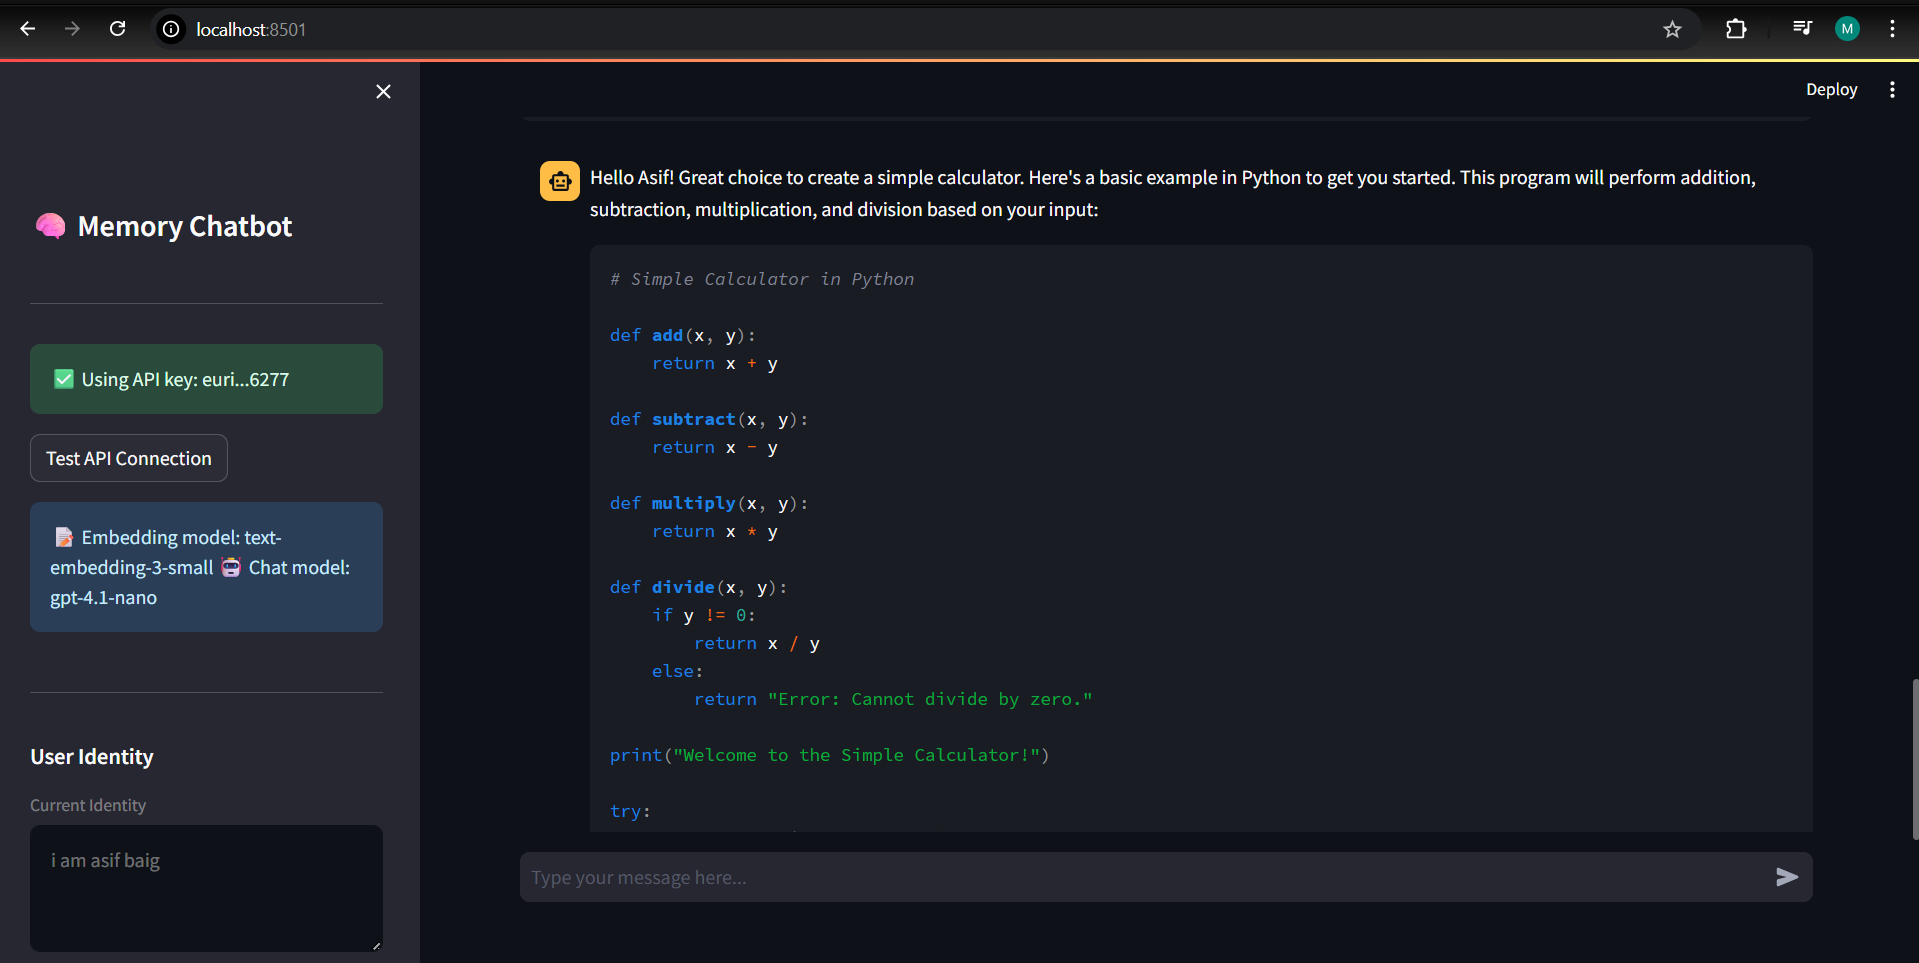 localhost:8501
M
Deploy
🧠 Memory Chatbot
✅ Using API key: euri...6277
Test API Connection
📝 Embedding model: text-
embedding-3-small 🤖 Chat model:
gpt-4.1-nano
User Identity
Current Identity
i am asif baig
Hello Asif! Great choice to create a simple calculator. Here's a basic example in Python to get you started. This program will perform addition,
subtraction, multiplication, and division based on your input:
# Simple Calculator in Python
def add(x, y):
    return x + y
def subtract(x, y):
    return x - y
def multiply(x, y):
    return x * y
def divide(x, y):
    if y != 0:
        return x / y
    else:
        return "Error: Cannot divide by zero."
print("Welcome to the Simple Calculator!")
try:
Type your message here...